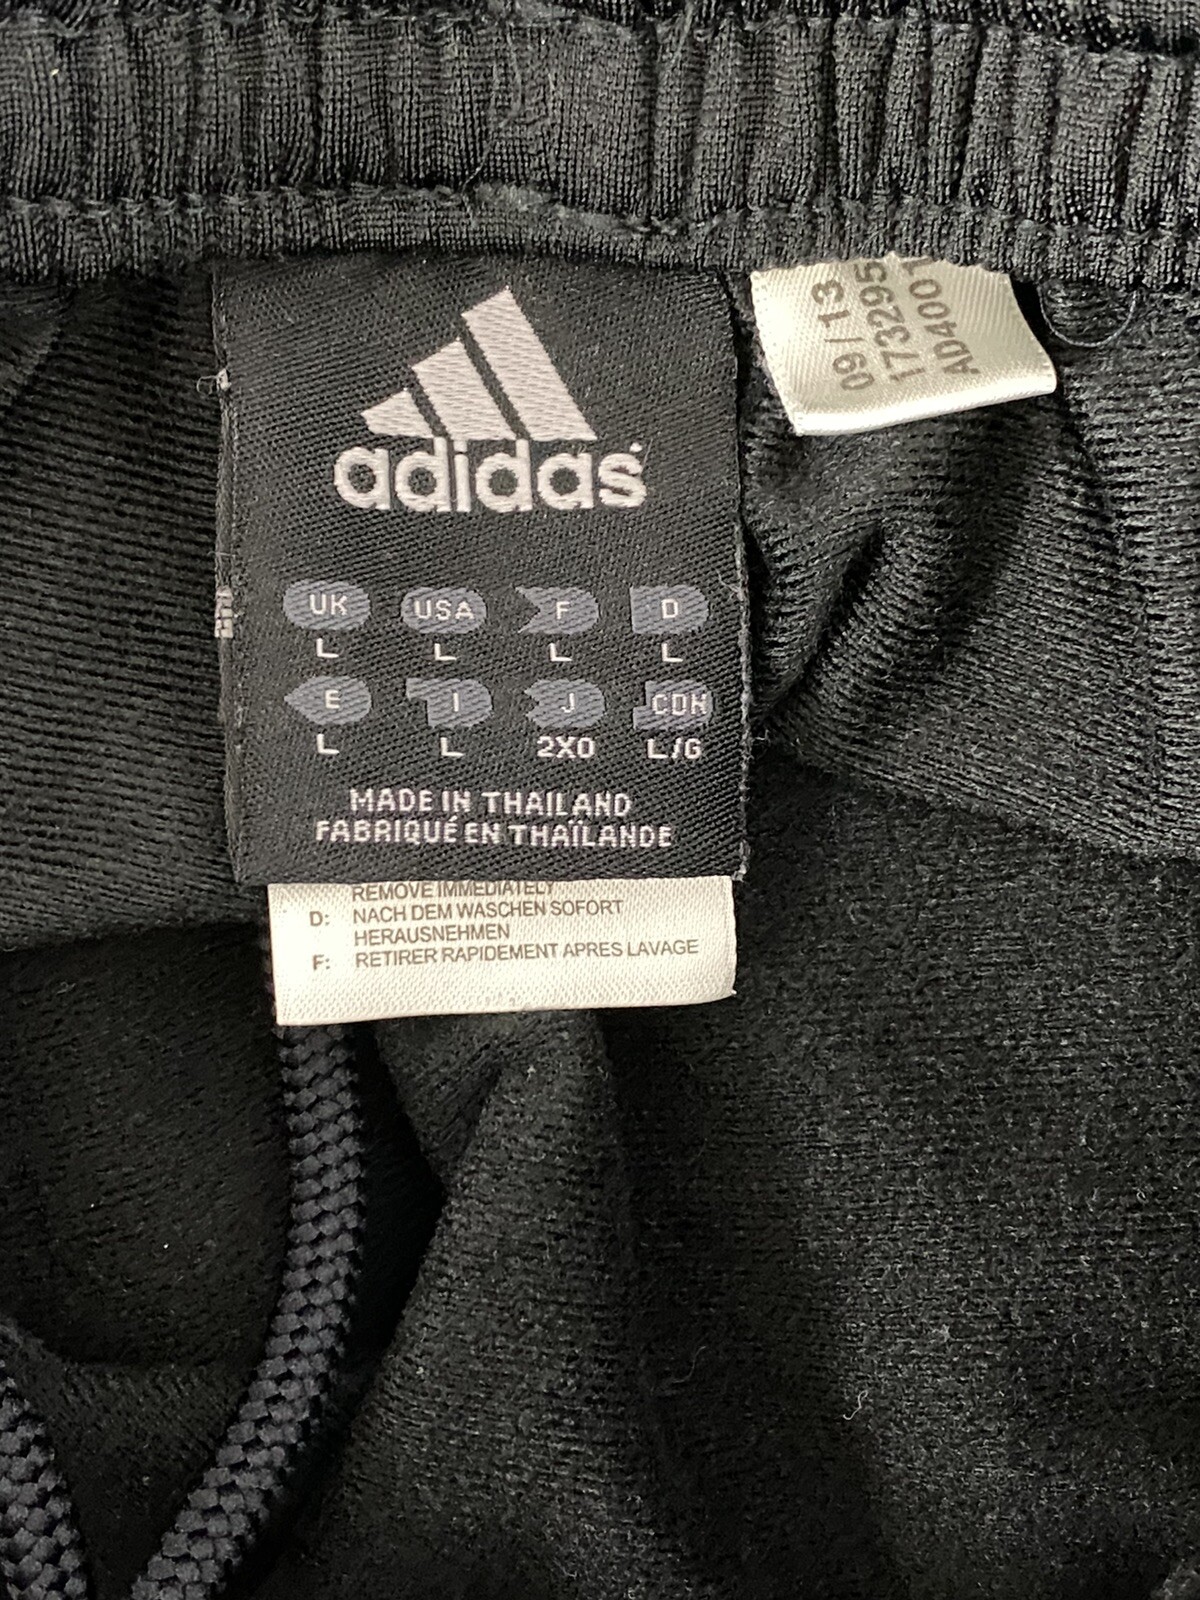 adidas
UK USA F D
L L L L
E I J CDN
L L 2XO L/G
MADE IN THAILAND
FABRIQUÉ EN THAÏLANDE
REMOVE IMMEDIATELY
D: NACH DEM WASCHEN SOFORT
HERAUSNEHMEN
F: RETIRER RAPIDEMENT APRES LAVAGE
09/13
173295
AD4001